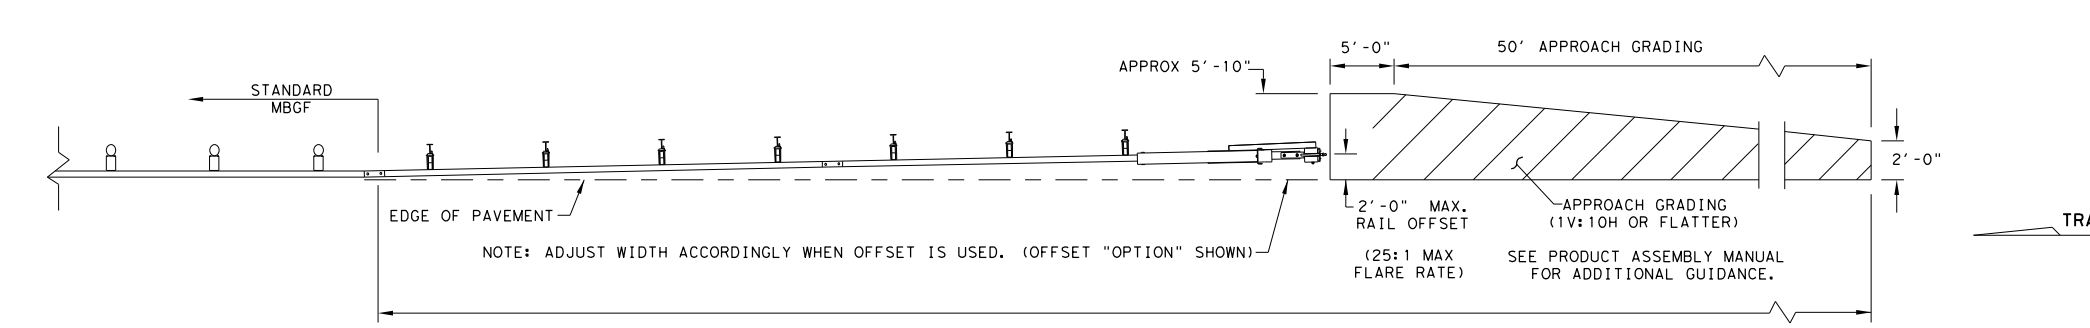 5'-0"
50' APPROACH GRADING
APPROX 5'-10"
STANDARD
MBGF
2'-0"
EDGE OF PAVEMENT
2'-0" MAX.
RAIL OFFSET
(25:1 MAX
FLARE RATE)
APPROACH GRADING
(1V:10H OR FLATTER)
NOTE: ADJUST WIDTH ACCORDINGLY WHEN OFFSET IS USED. (OFFSET "OPTION" SHOWN)
SEE PRODUCT ASSEMBLY MANUAL
FOR ADDITIONAL GUIDANCE.